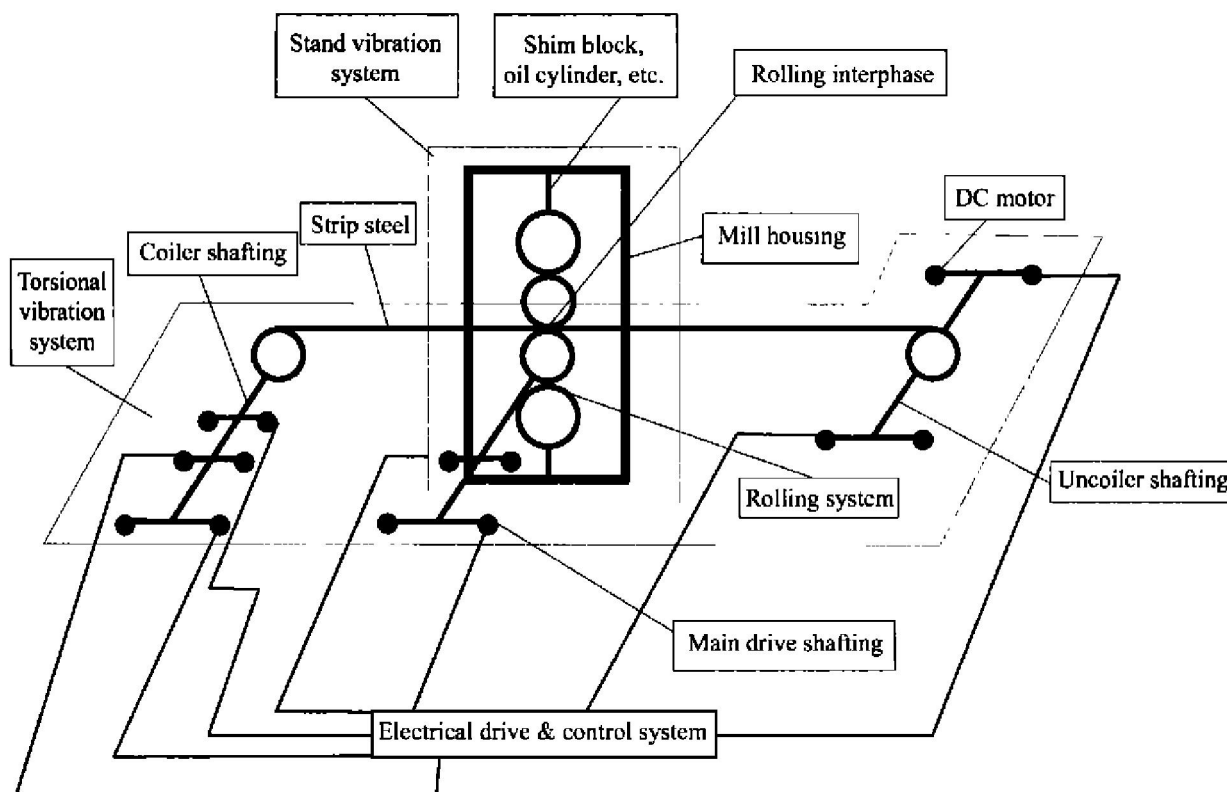 Stand vibration
system
Shim block,
oil cylinder, etc.
Rolling interphase
DC motor
Strip steel
Mill housing
Coiler shafting
Torsional
vibration
system
Rolling system
Uncoiler shafting
Main drive shafting
Electrical drive & control system